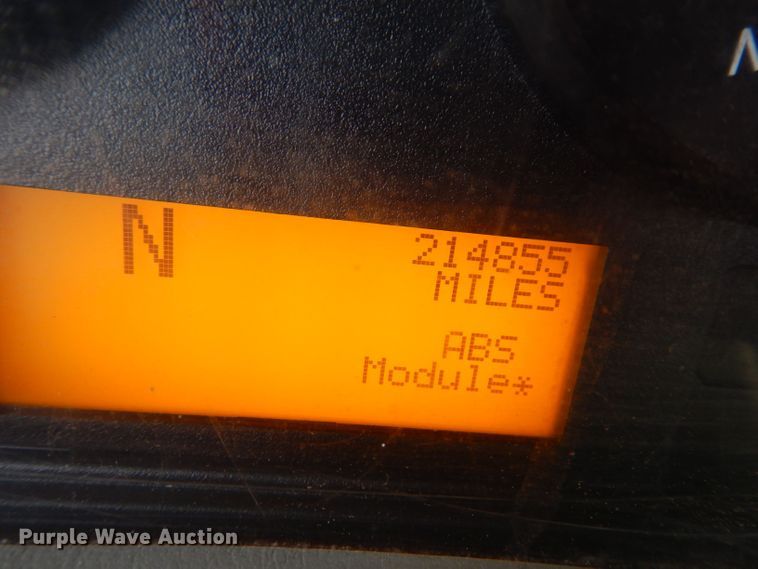 N
214855
MILES
ABS
Module*
Purple Wave Auction